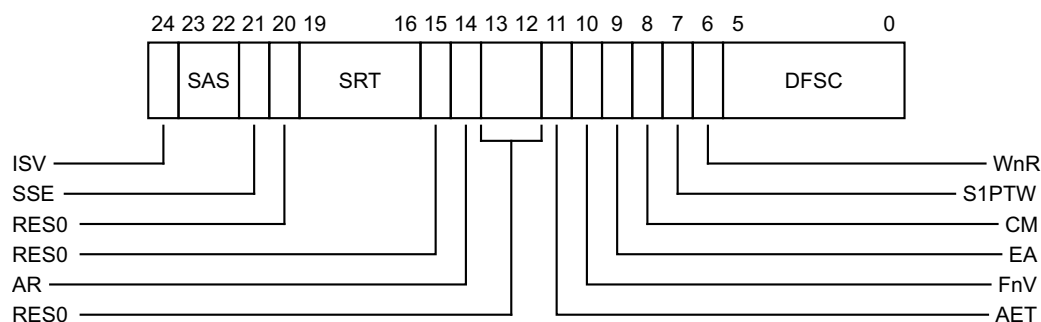 24 23 22 21 20 19 16 15 14 13 12 11 10 9 8 7 6 5 0
SAS SRT DFSC
ISV WnR
SSE S1PTW
RES0 CM
RES0 EA
AR FnV
RES0 AET